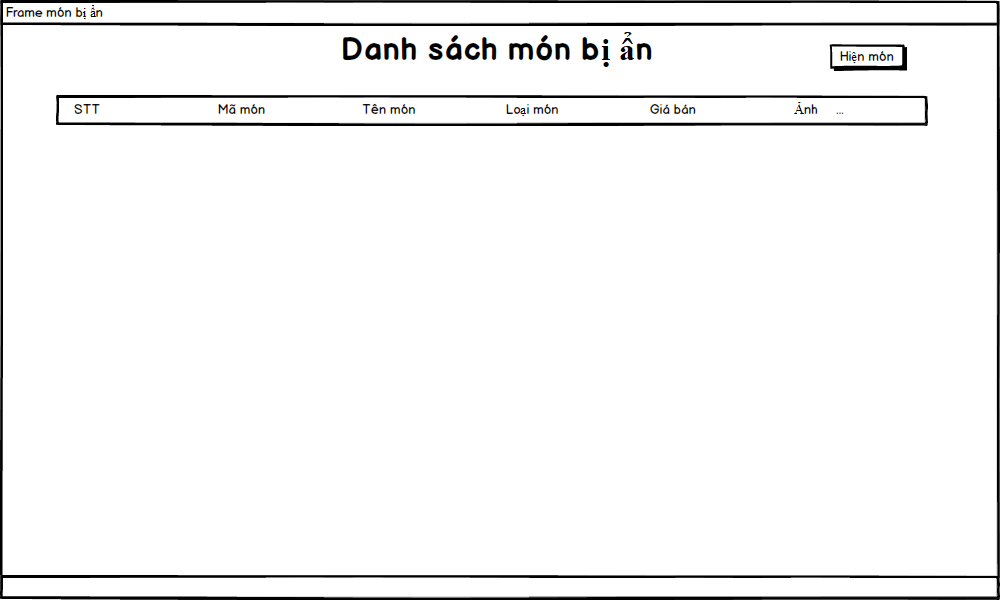 Frame món bị ẩn
Danh sách món bị ẩn
Hiện món
STT Mã món Tên món Loại món Giá bán Ảnh ...